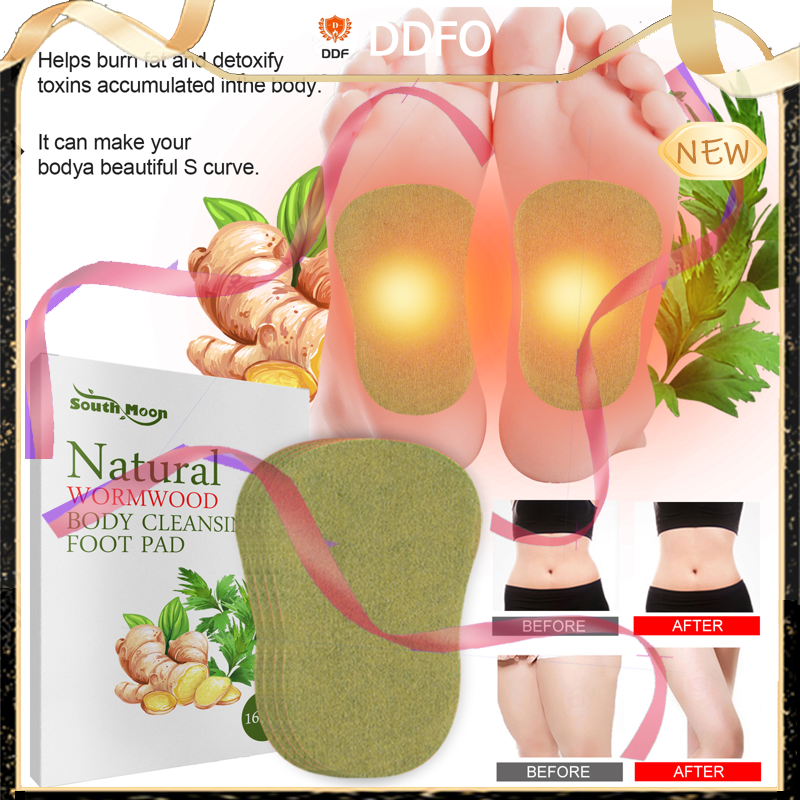 DDF
DDFO
Helps burn fat and detoxify
toxins accumulated inthe body.
It can make your
bodya beautiful S curve.
NEW
South Moon
Natural
WORMWOOD
BODY CLEANSIN
FOOT PAD
16
BEFORE
AFTER
BEFORE
AFTER